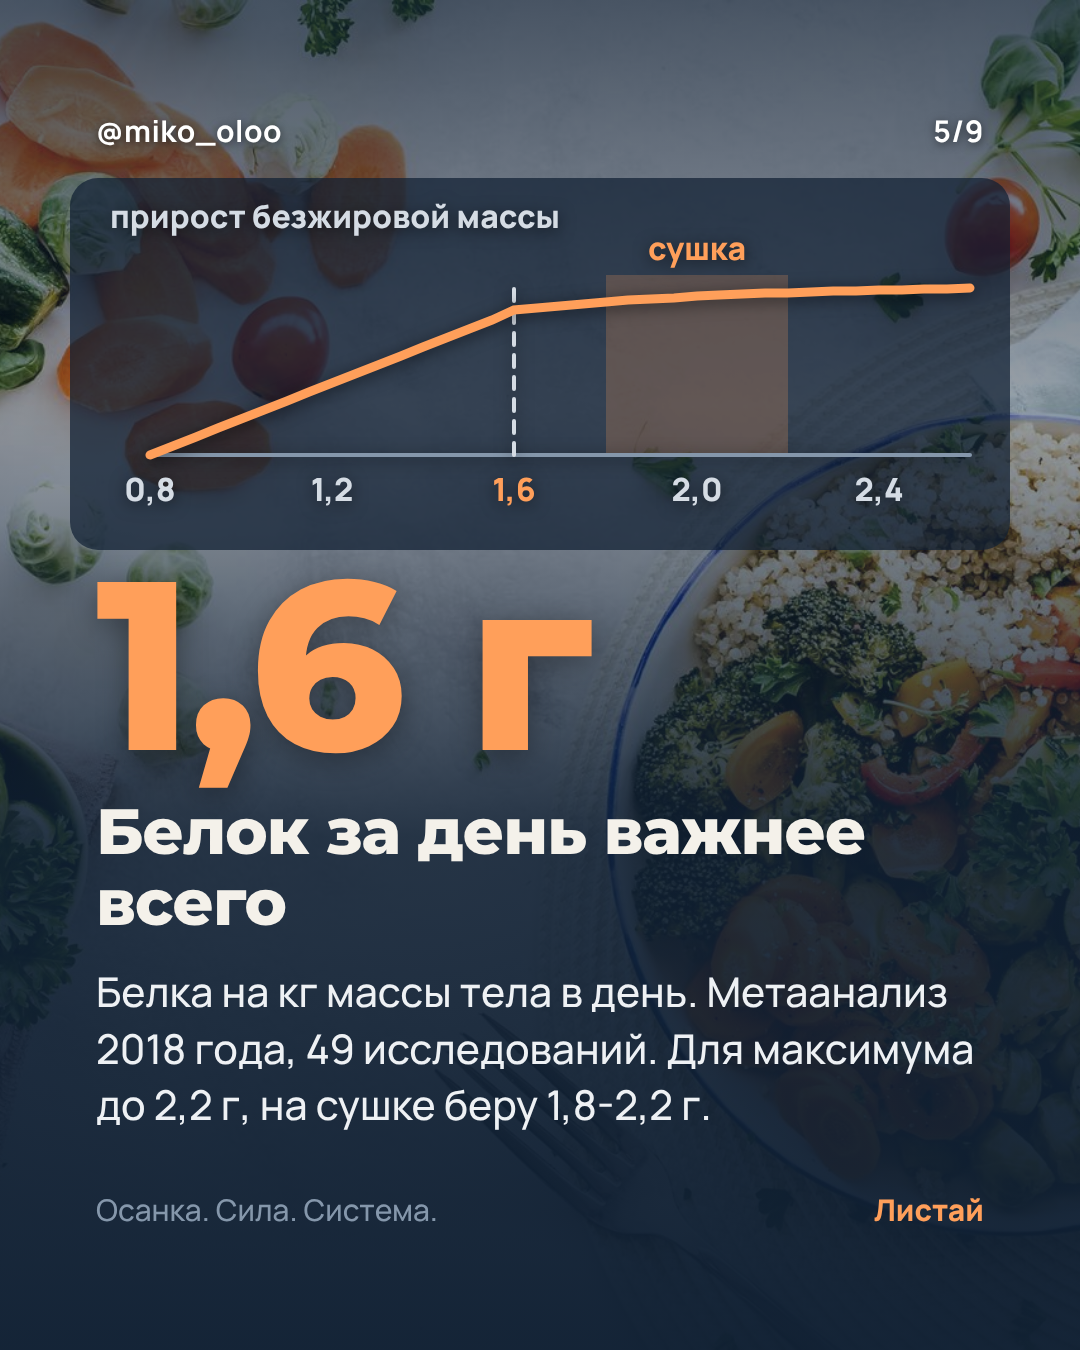 @miko_oloo
5/9
прирост безжировой массы
сушка
0,8
1,2
1,6
2,0
2,4
1,6 г
Белок за день важнее
всего
Белка на кг массы тела в день. Метаанализ
2018 года, 49 исследований. Для максимума
до 2,2 г, на сушке беру 1,8-2,2 г.
Осанка. Сила. Система.
Листай